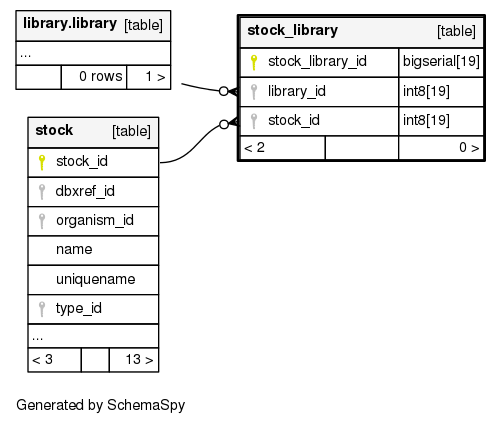 library.library [table]
...
0 rows 1 >
stock_library [table]
stock_library_id bigserial[19]
library_id int8[19]
stock_id int8[19]
< 2 0 >
stock [table]
stock_id
dbxref_id
organism_id
name
uniquename
type_id
...
< 3 13 >
Generated by SchemaSpy